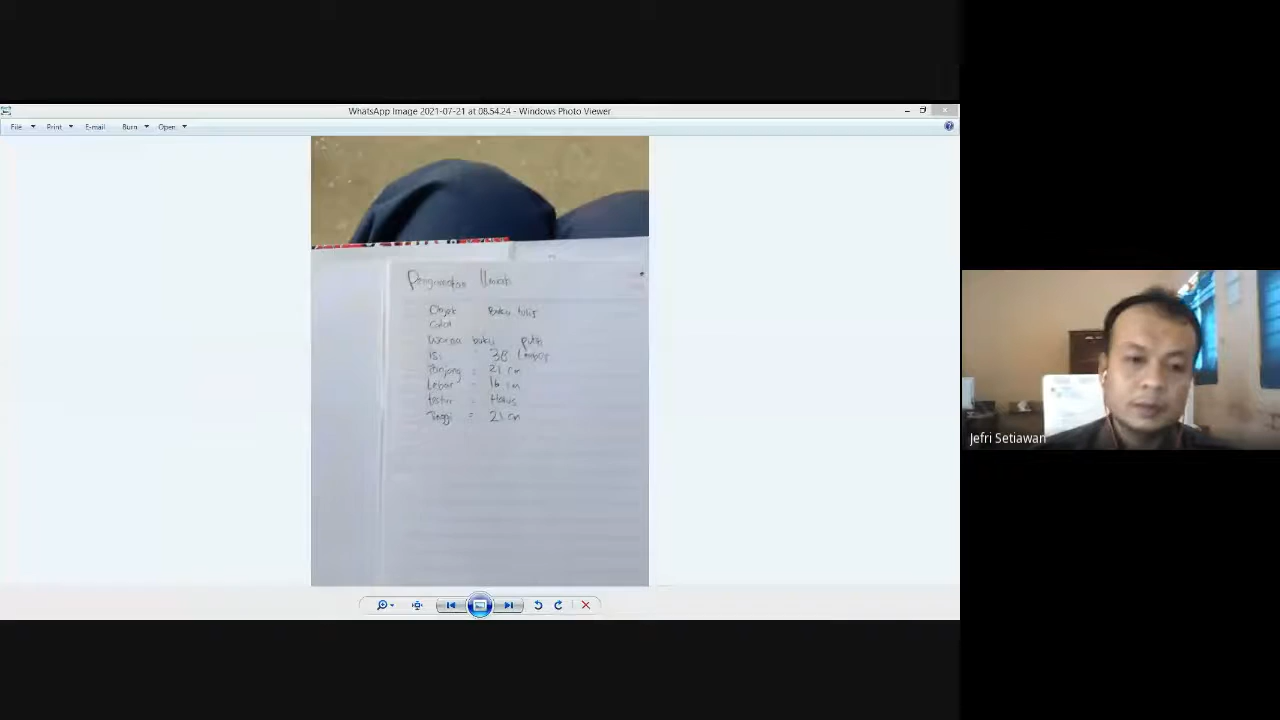 WhatsApp Image 2021-07-21 at 08.54.24 - Windows Photo Viewer
File Print E-mail Burn Open
Pengamatan Ilmiah
Objek Buku tulis
Warna buku putih
Isi : 38 Lembar
Panjang = 21 cm
Lebar = 16 cm
testur = Halus
Tinggi = 21 cm
Jefri Setiawan